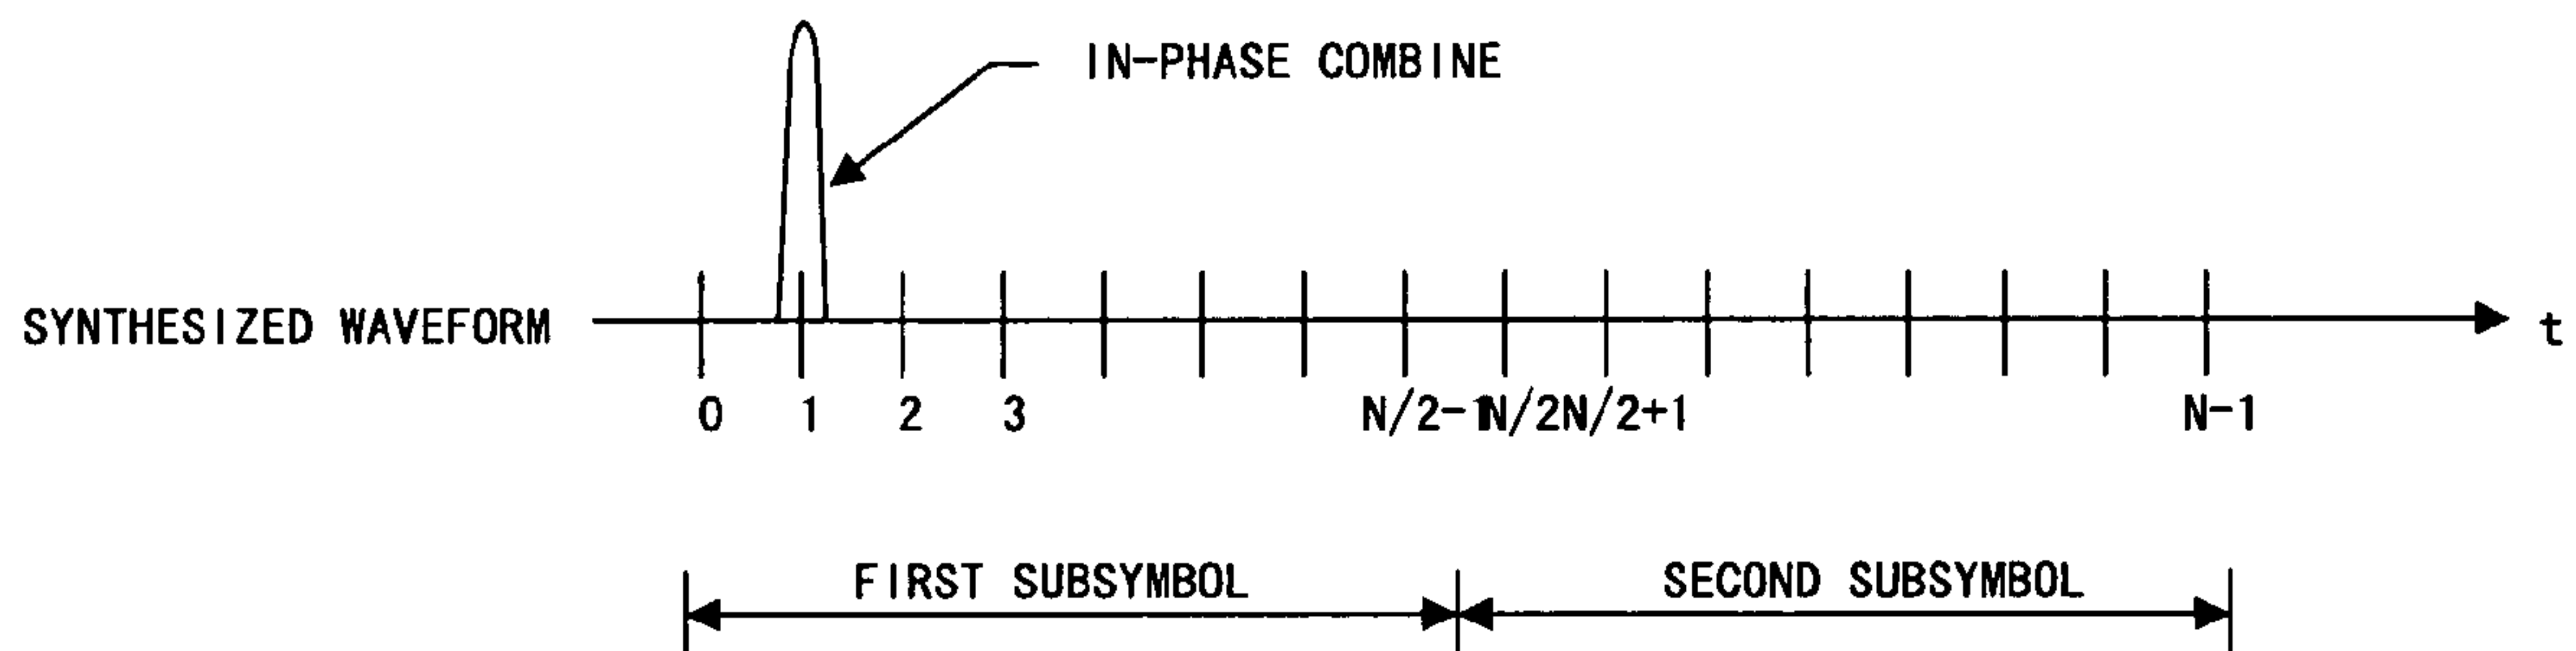 IN-PHASE COMBINE
SYNTHESIZED WAVEFORM
t
0 1 2 3 N/2-1 N/2 N/2+1 N-1
FIRST SUBSYMBOL SECOND SUBSYMBOL